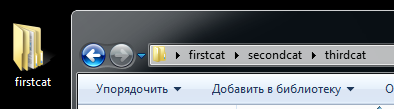 firstcat
firstcat secondcat thirdcat
Упорядочить Добавить в библиотеку